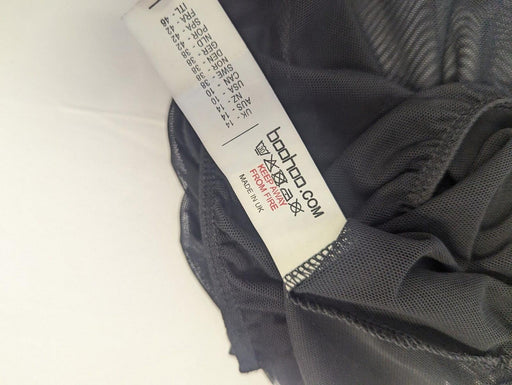 UK - 14
AUS - 14
NZ - 14
USA - 10
CAN - 10
SWE - 38
NOR - 38
DEN - 38
GER - 38
NLD - 38
POR - 42
SPA - 42
FRA - 42
ITL - 46
boohoo.com
KEEP AWAY
FROM FIRE
MADE IN UK